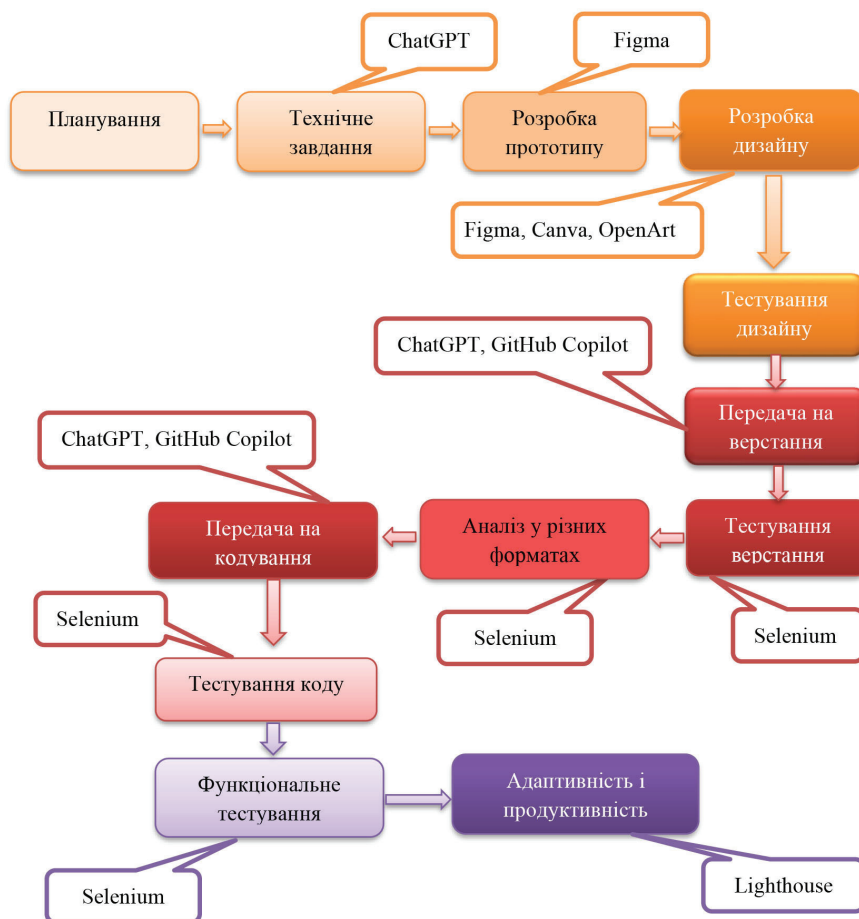 ChatGPT
Figma
Планування
Технічне
завдання
Розробка
прототипу
Розробка
дизайну
Figma, Canva, OpenArt
Тестування
дизайну
ChatGPT, GitHub Copilot
Передача на
верстання
ChatGPT, GitHub Copilot
Передача на
кодування
Аналіз у різних
форматах
Тестування
верстання
Selenium
Selenium
Selenium
Тестування коду
Функціональне
тестування
Адаптивність і
продуктивність
Selenium
Lighthouse